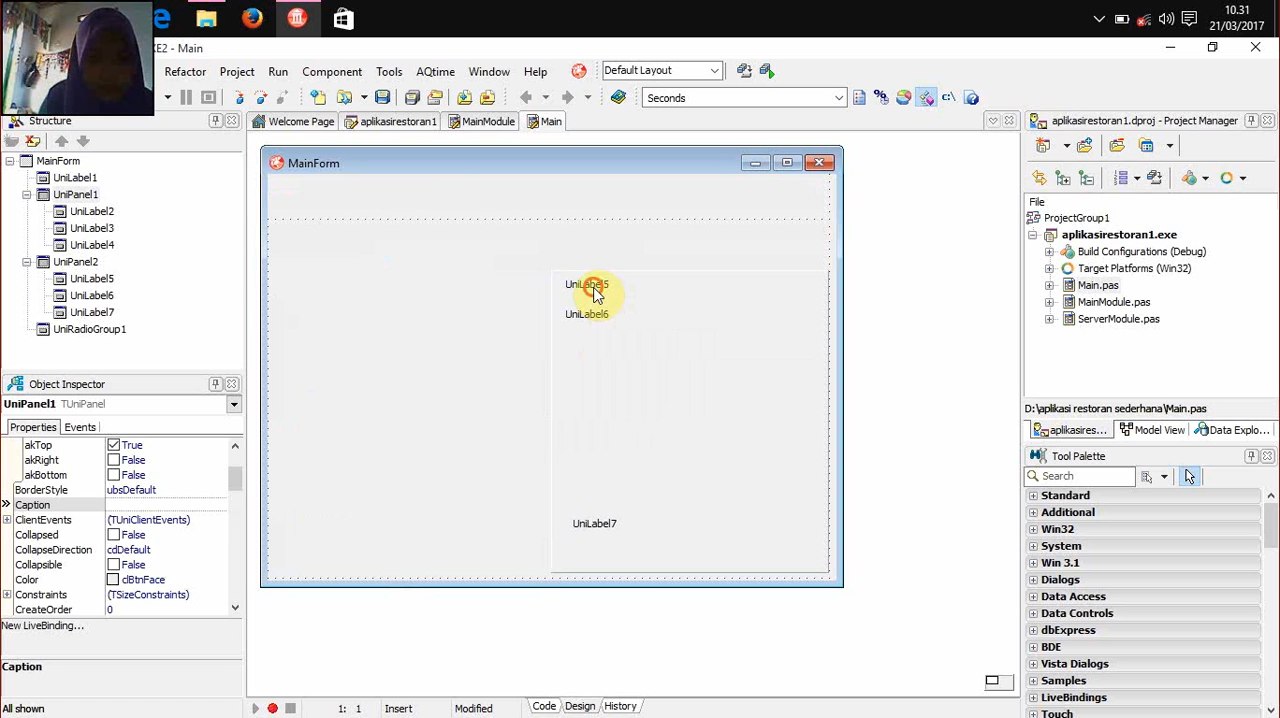 10.31
21/03/2017
KE2 - Main
Refactor Project Run Component Tools AQtime Window Help
Default Layout
Seconds
Structure
Welcome Page
aplikasirestoran1
MainModule
Main
MainForm
UniLabel1
UniPanel1
UniLabel2
UniLabel3
UniLabel4
UniPanel2
UniLabel5
UniLabel6
UniLabel7
UniRadioGroup1
Object Inspector
UniPanel1 TUniPanel
Properties Events
akTop True
akRight False
akBottom False
BorderStyle ubsDefault
Caption
ClientEvents (TUniClientEvents)
Collapsed False
CollapseDirection cdDefault
Collapsible False
Color clBtnFace
Constraints (TSizeConstraints)
CreateOrder 0
New LiveBinding...
Caption
All shown
MainForm
UniLabel5
UniLabel6
UniLabel7
1: 1 Insert Modified
Code Design History
aplikasirestoran1.dproj - Project Manager
File
ProjectGroup1
aplikasirestoran1.exe
Build Configurations (Debug)
Target Platforms (Win32)
Main.pas
MainModule.pas
ServerModule.pas
D:\aplikasi restoran sederhana\Main.pas
aplikasires... Model View Data Explo...
Tool Palette
Search
Standard
Additional
Win32
System
Win 3.1
Dialogs
Data Access
Data Controls
dbExpress
BDE
Vista Dialogs
Samples
LiveBindings
Touch